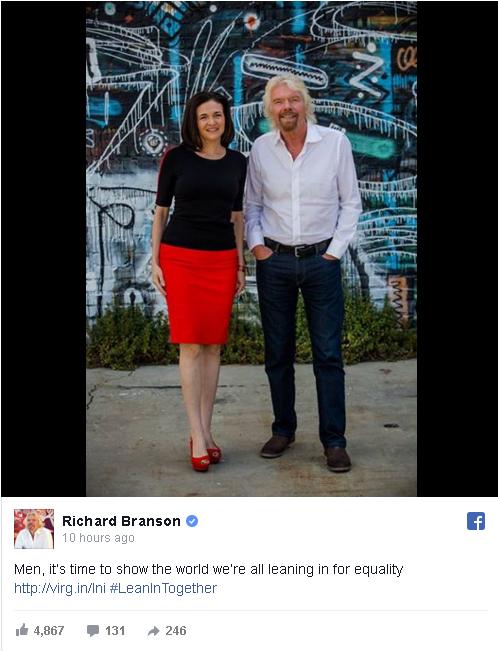 Richard Branson
10 hours ago
Men, it's time to show the world we're all leaning in for equality
http://virg.in/lni #LeanInTogether
4,867 131 246